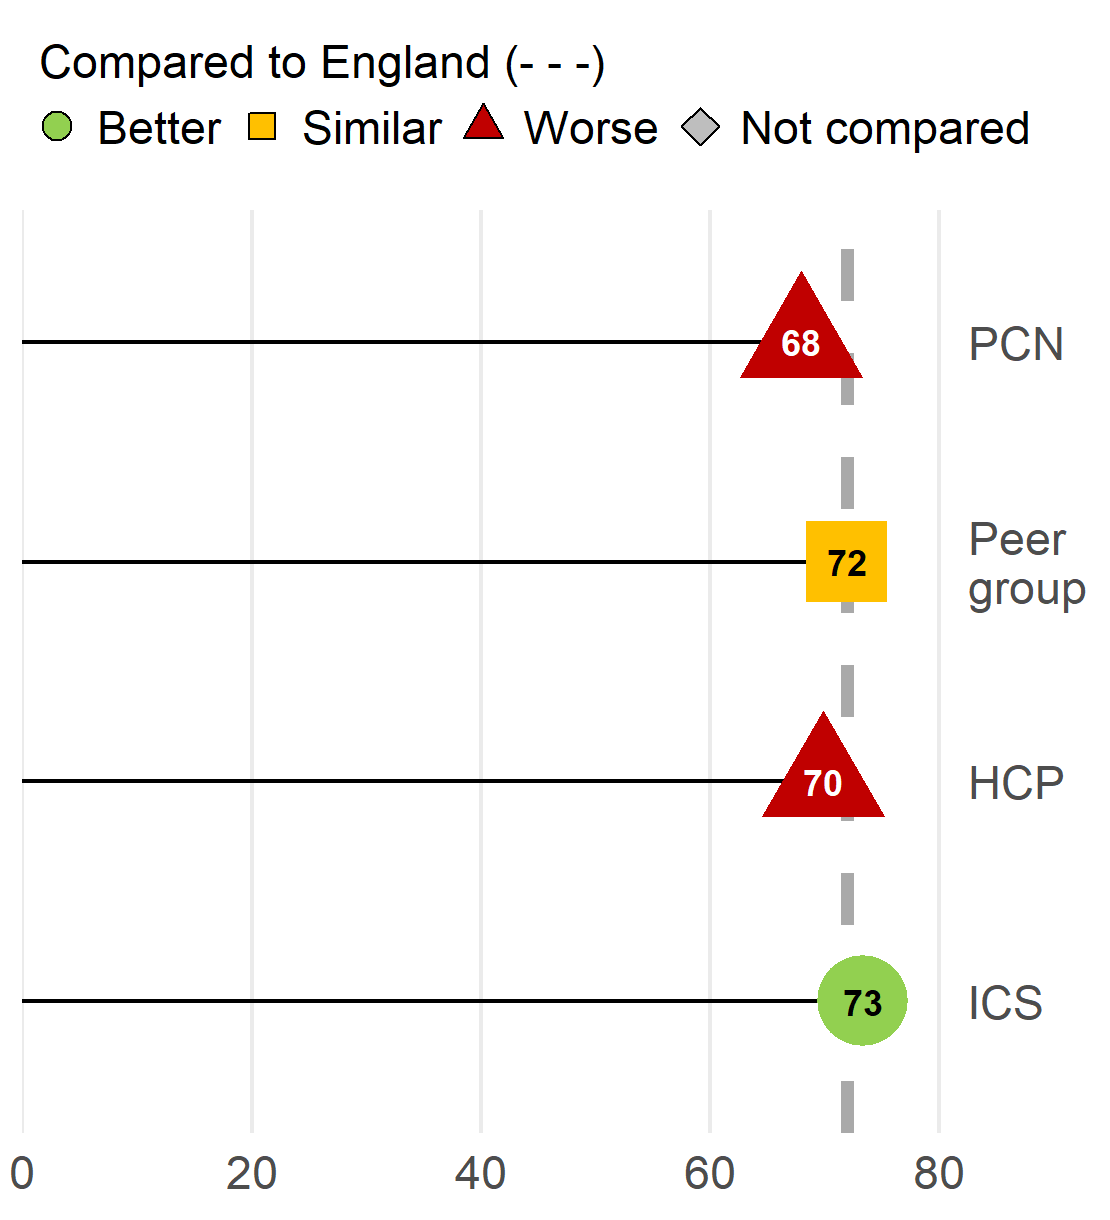 Compared to England (- - -)
Better Similar Worse Not compared
68 PCN
72 Peer
group
70 HCP
73 ICS
0 20 40 60 80